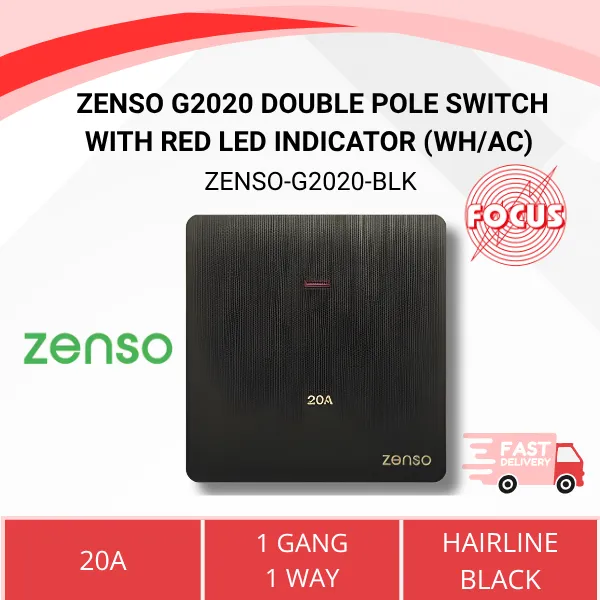 ZENSO G2020 DOUBLE POLE SWITCH
WITH RED LED INDICATOR (WH/AC)
ZENSO-G2020-BLK
FOCUS
zenso
20A
zenso
FAST
DELIVERY
20A
1 GANG
1 WAY
HAIRLINE
BLACK